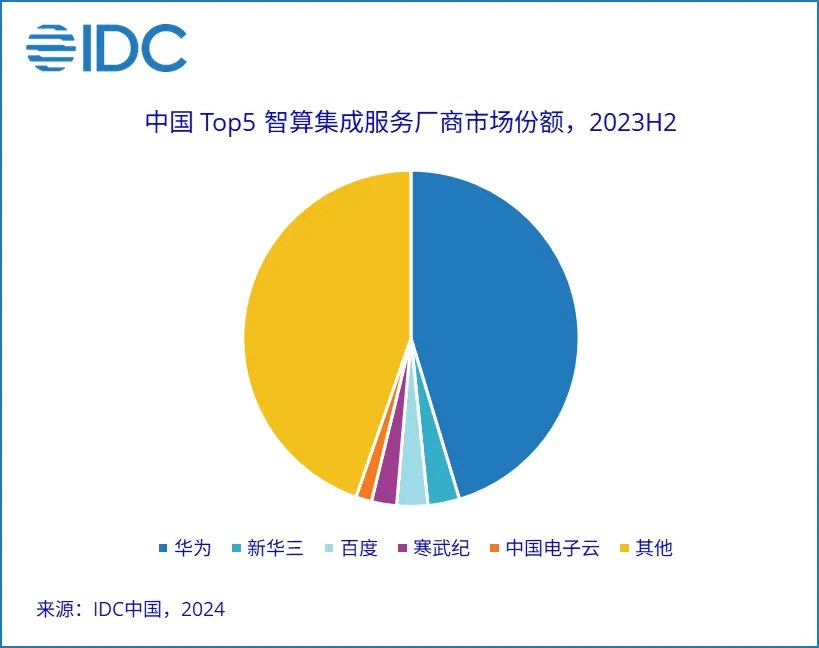 IDC
中国 Top5 智算集成服务厂商市场份额，2023H2
华为 新华三 百度 寒武纪 中国电子云 其他
来源：IDC中国，2024